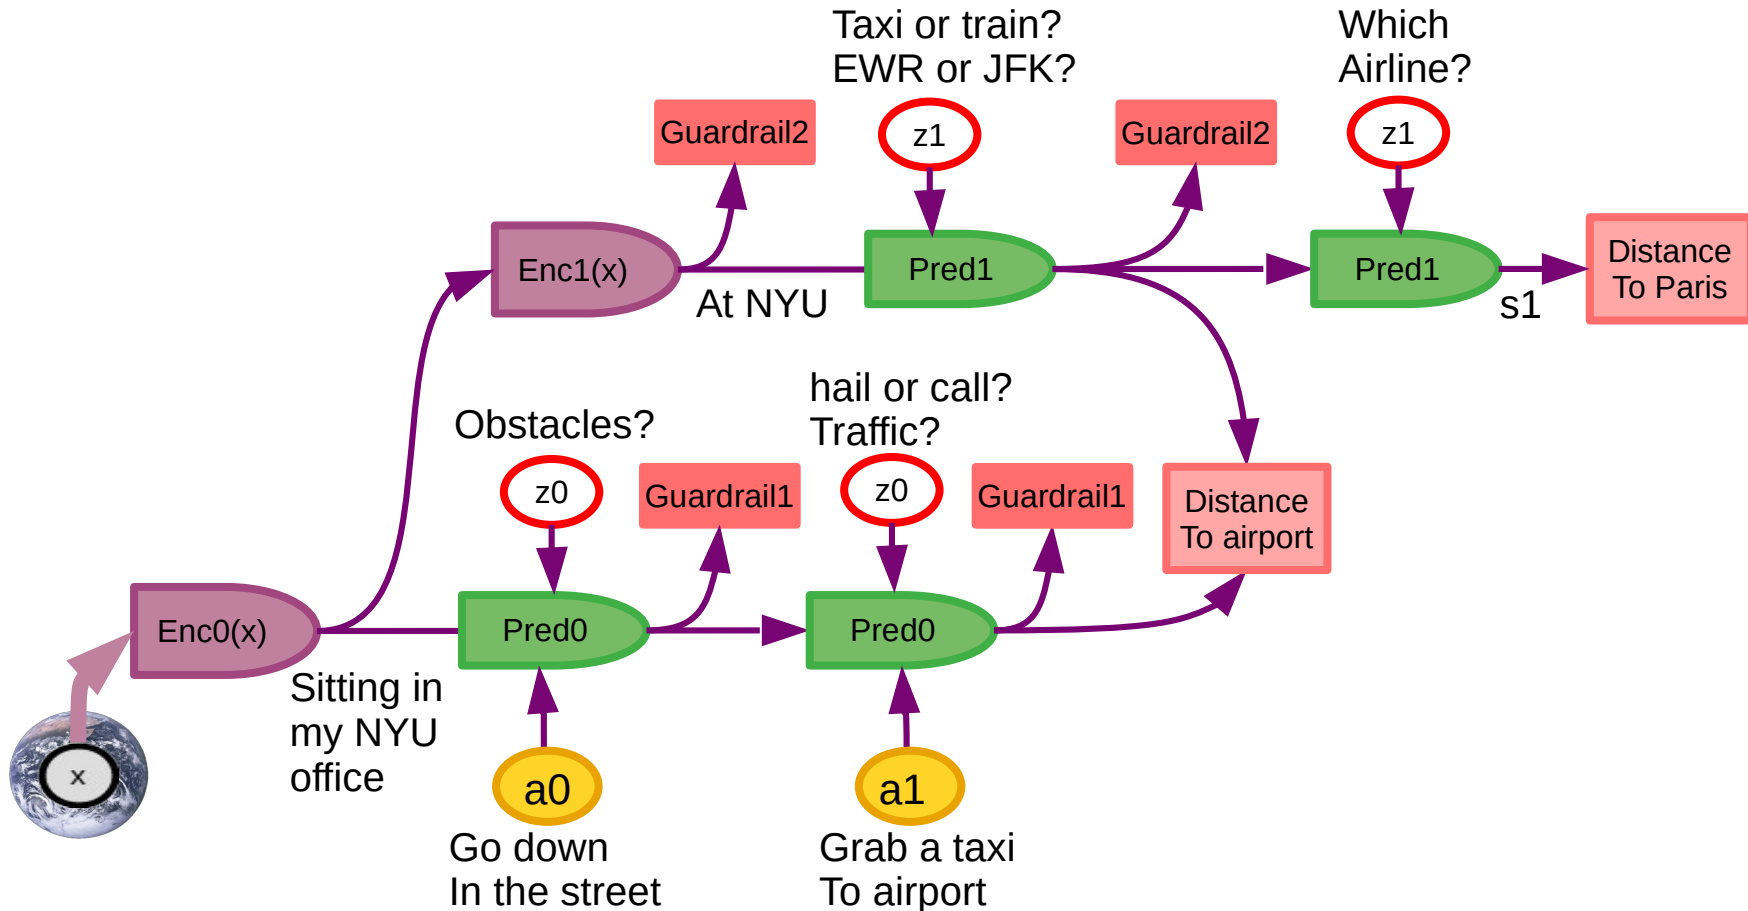 Taxi or train?
EWR or JFK?
Which
Airline?
Guardrail2
z1
Guardrail2
z1
Enc1(x)
At NYU
Pred1
Pred1
s1
Distance
To Paris
Obstacles?
hail or call?
Traffic?
z0
Guardrail1
z0
Guardrail1
Distance
To airport
Enc0(x)
Sitting in
my NYU
office
Pred0
Pred0
x
a0
Go down
In the street
a1
Grab a taxi
To airport